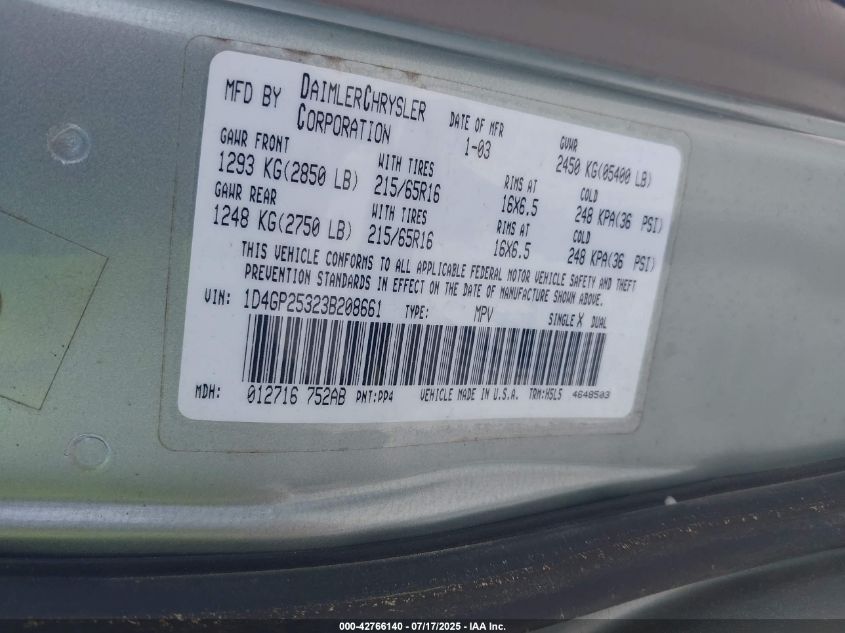 MFD BY DAIMLERCHRYSLER CORPORATION
DATE OF MFR 1-03
GVWR 2450 KG(05400 LB)
GAWR FRONT
1293 KG(2850 LB)
WITH TIRES 215/65R16
RIMS AT 16X6.5
COLD 248 KPA(36 PSI)
GAWR REAR
1248 KG(2750 LB)
WITH TIRES 215/65R16
RIMS AT 16X6.5
COLD 248 KPA(36 PSI)
THIS VEHICLE CONFORMS TO ALL APPLICABLE FEDERAL MOTOR VEHICLE SAFETY AND THEFT
PREVENTION STANDARDS IN EFFECT ON THE DATE OF MANUFACTURE SHOWN ABOVE.
VIN: 1D4GP25323B208661 TYPE: MPV SINGLE X DUAL
MDH: 012716 752AB PNT:PP4 VEHICLE MADE IN U.S.A. TRM:H5L5 4648503
000-42766140 - 07/17/2025 - IAA Inc.